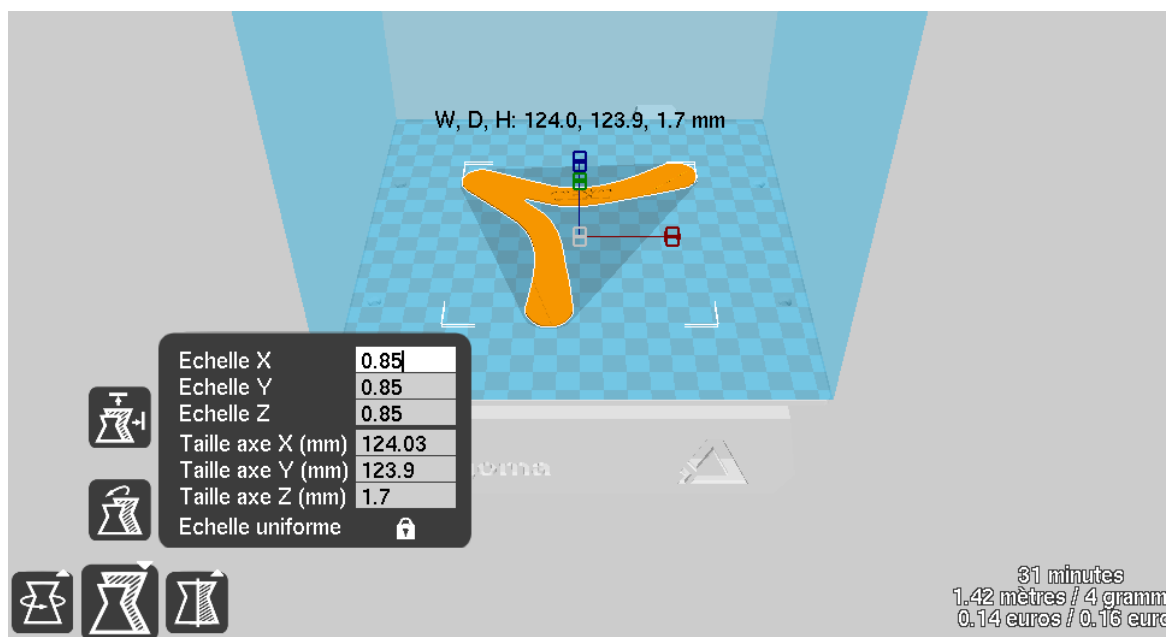 W, D, H: 124.0, 123.9, 1.7 mm
Echelle X 0.85
Echelle Y 0.85
Echelle Z 0.85
Taille axe X (mm) 124.03
Taille axe Y (mm) 123.9
Taille axe Z (mm) 1.7
Echelle uniforme
31 minutes
1.42 mètres / 4 gramm
0.14 euros / 0.16 euro